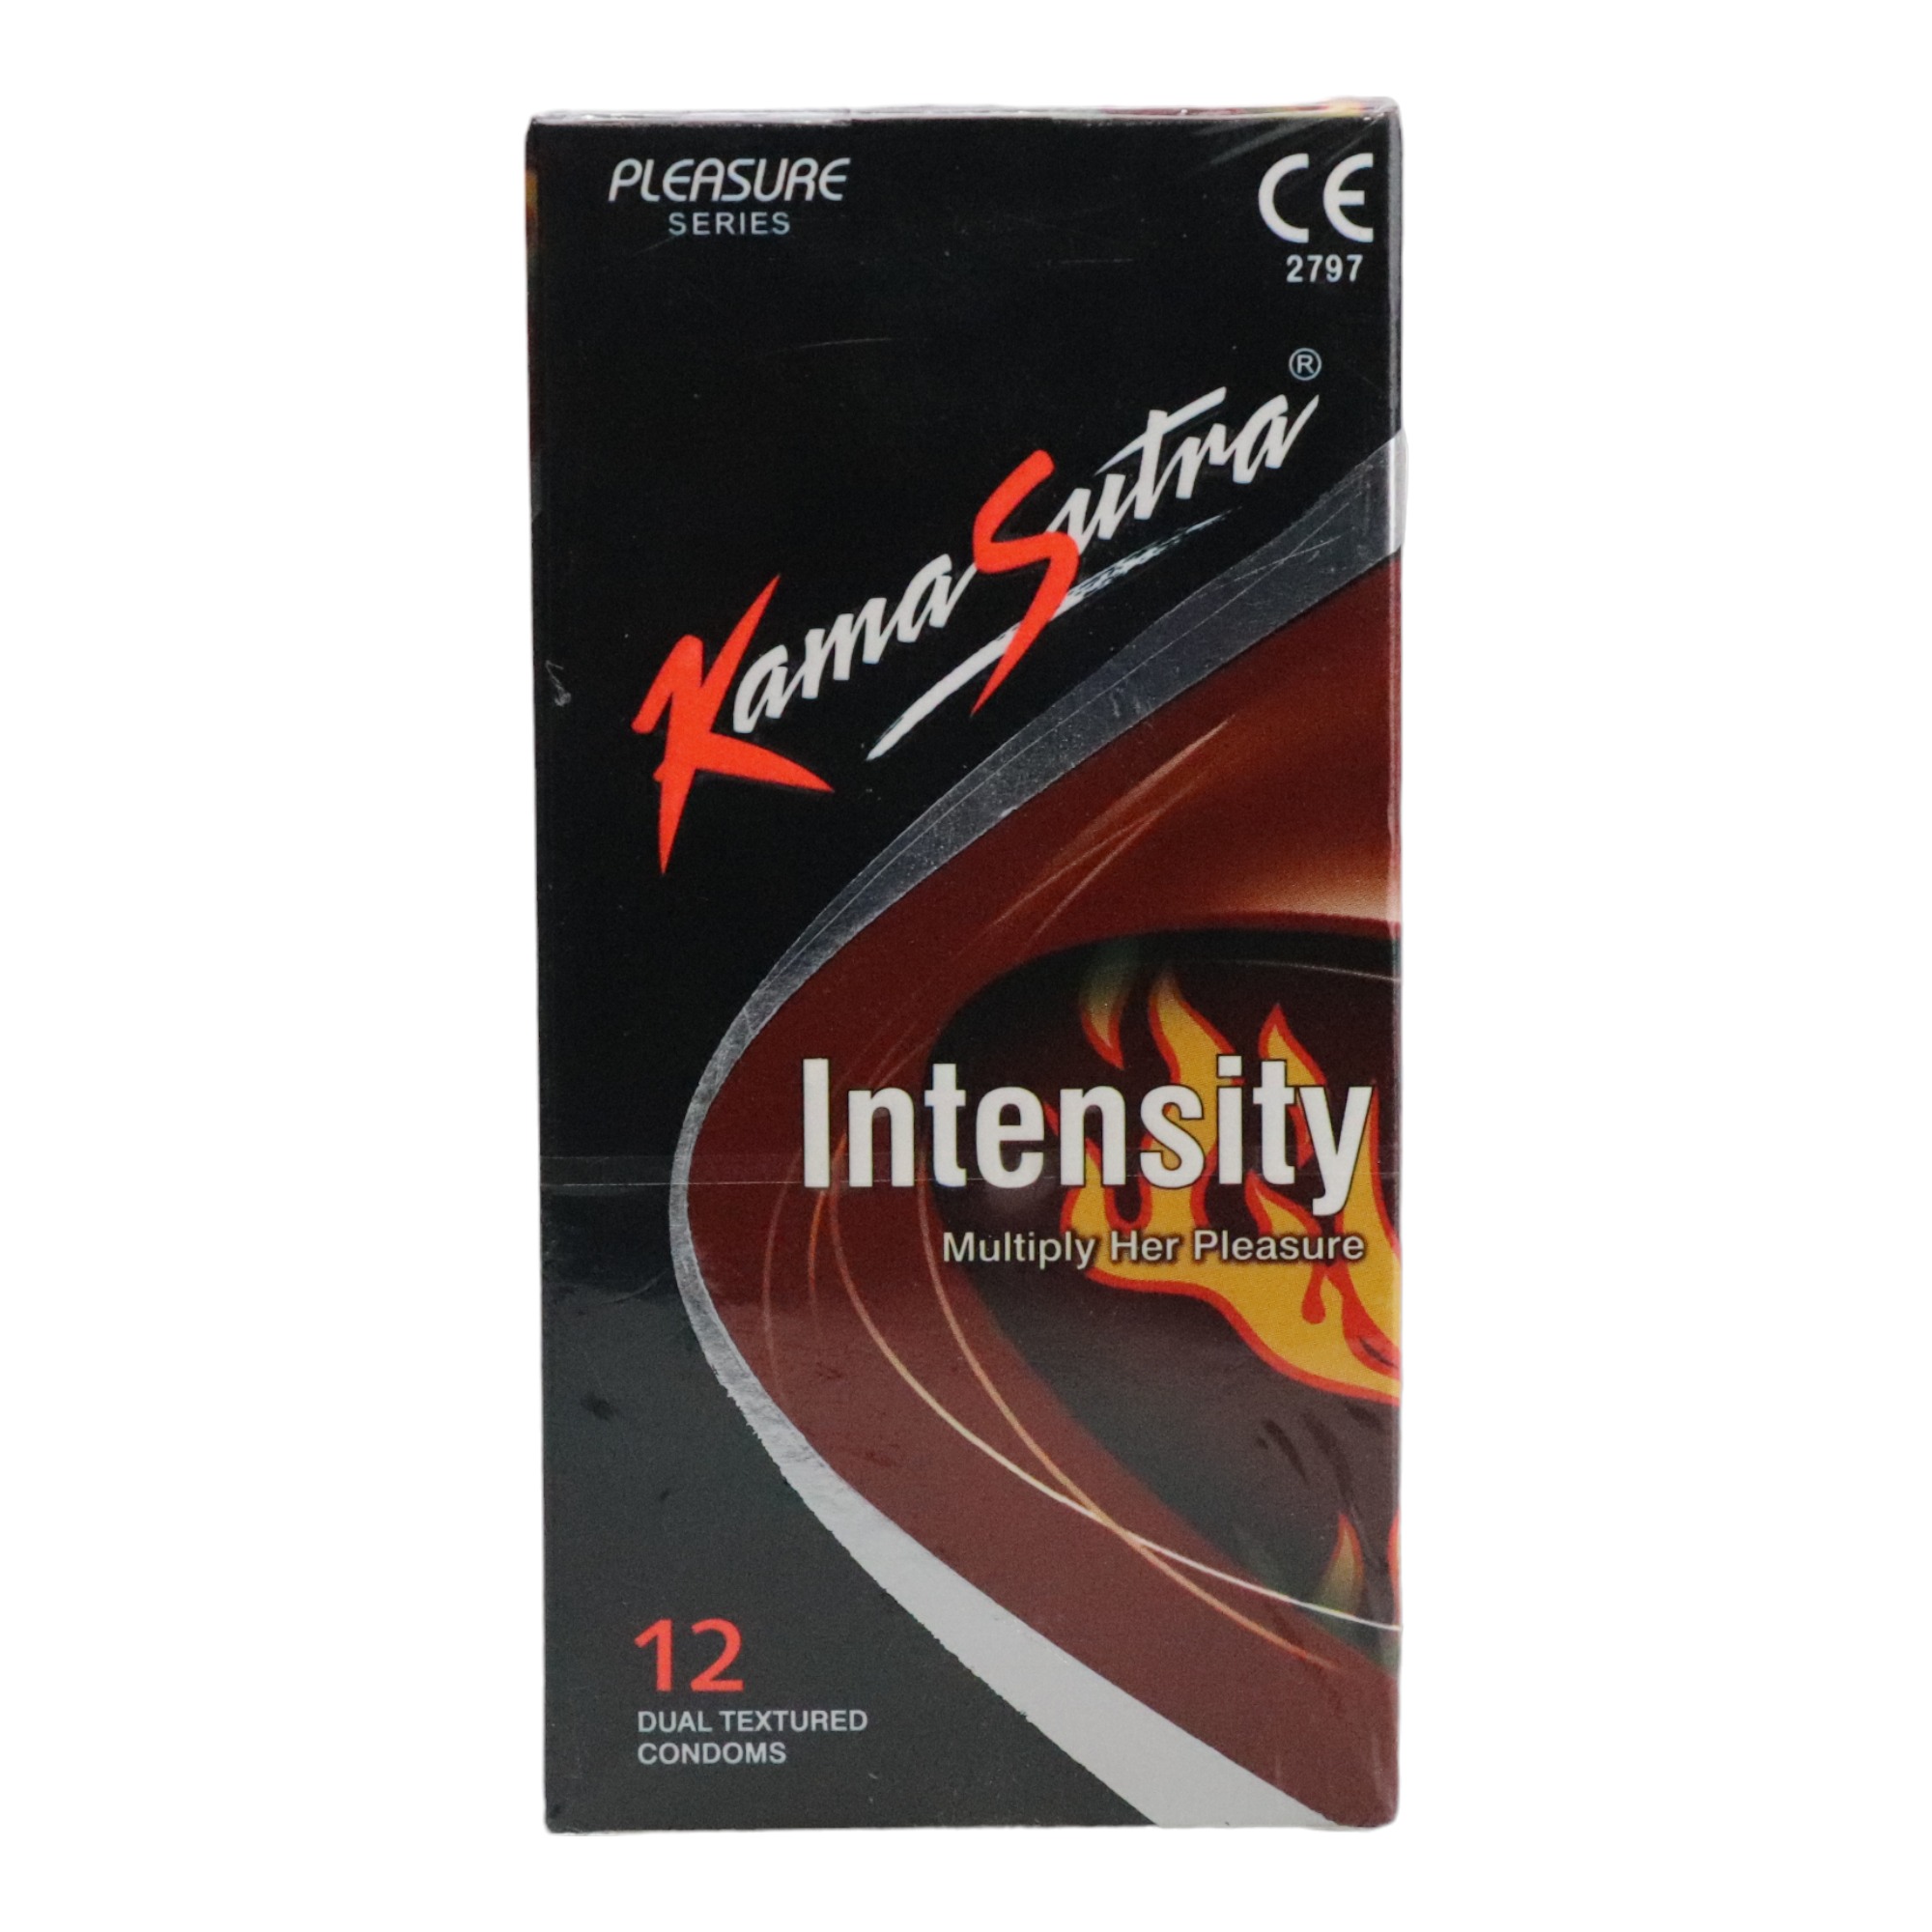 PLEASURE
SERIES
CE
2797
KamaSutra®
Intensity
Multiply Her Pleasure
12
DUAL TEXTURED
CONDOMS